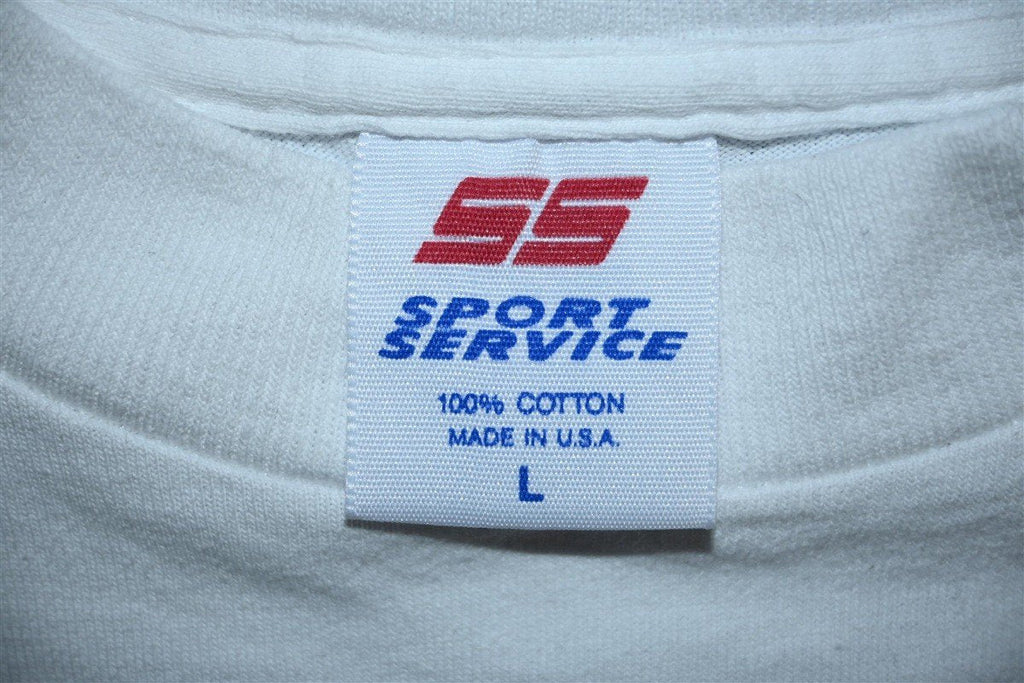 SS
SPORT
SERVICE
100% COTTON
MADE IN U.S.A.
L